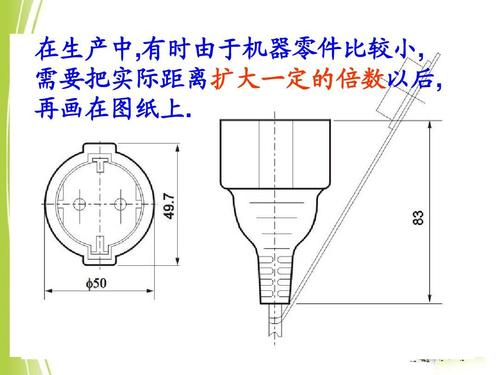 在生产中,有时由于机器零件比较小,
需要把实际距离扩大一定的倍数以后,
再画在图纸上.
49.7
83
ϕ50